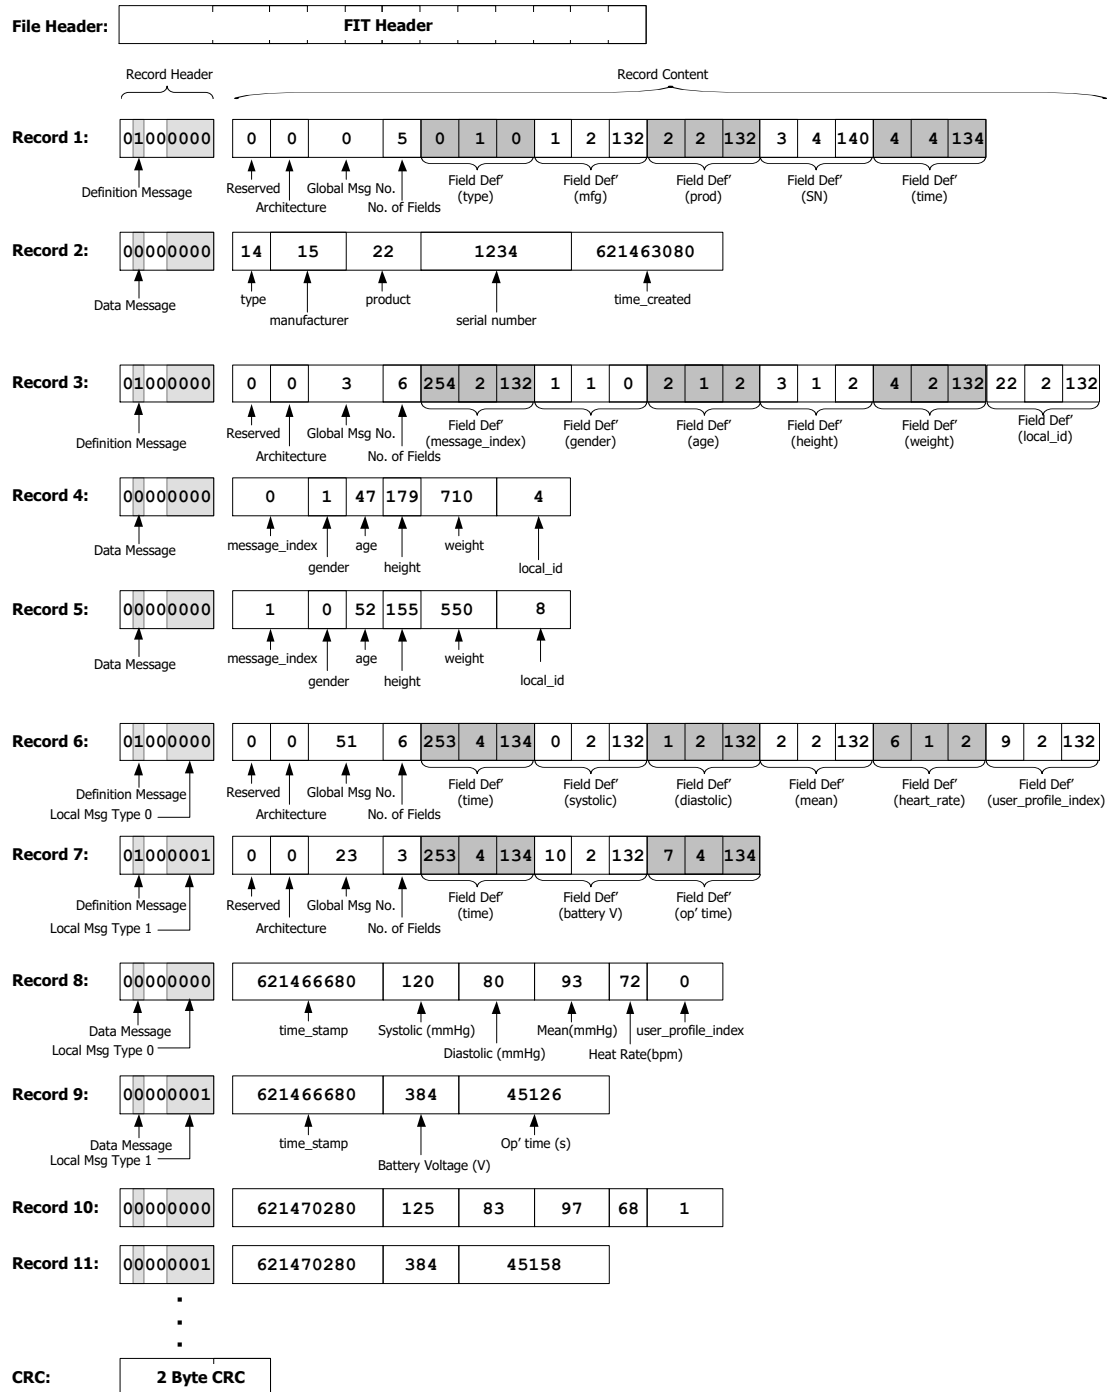 File Header: FIT Header
Record Header Record Content
Record 1: 01000000 0 0 0 5 0 1 0 1 2 132 2 2 132 3 4 140 4 4 134
Definition Message Reserved Architecture Global Msg No. No. of Fields Field Def' (type) Field Def' (mfg) Field Def' (prod) Field Def' (SN) Field Def' (time)
Record 2: 00000000 14 15 22 1234 621463080
Data Message type manufacturer product serial number time_created
Record 3: 01000000 0 0 3 6 254 2 132 1 1 0 2 1 2 3 1 2 4 2 132 22 2 132
Definition Message Reserved Architecture Global Msg No. No. of Fields Field Def' (message_index) Field Def' (gender) Field Def' (age) Field Def' (height) Field Def' (weight) Field Def' (local_id)
Record 4: 00000000 0 1 47 179 710 4
Data Message message_index gender age height weight local_id
Record 5: 00000000 1 0 52 155 550 8
Data Message message_index gender age height weight local_id
Record 6: 01000000 0 0 51 6 253 4 134 0 2 132 1 2 132 2 2 132 6 1 2 9 2 132
Definition Message Local Msg Type 0 Reserved Architecture Global Msg No. No. of Fields Field Def' (time) Field Def' (systolic) Field Def' (diastolic) Field Def' (mean) Field Def' (heart_rate) Field Def' (user_profile_index)
Record 7: 01000001 0 0 23 3 253 4 134 10 2 132 7 4 134
Definition Message Local Msg Type 1 Reserved Architecture Global Msg No. No. of Fields Field Def' (time) Field Def' (battery V) Field Def' (op' time)
Record 8: 00000000 621466680 120 80 93 72 0
Data Message Local Msg Type 0 time_stamp Systolic (mmHg) Diastolic (mmHg) Mean(mmHg) Heat Rate(bpm) user_profile_index
Record 9: 00000001 621466680 384 45126
Data Message Local Msg Type 1 time_stamp Battery Voltage (V) Op' time (s)
Record 10: 00000000 621470280 125 83 97 68 1
Record 11: 00000001 621470280 384 45158
CRC: 2 Byte CRC